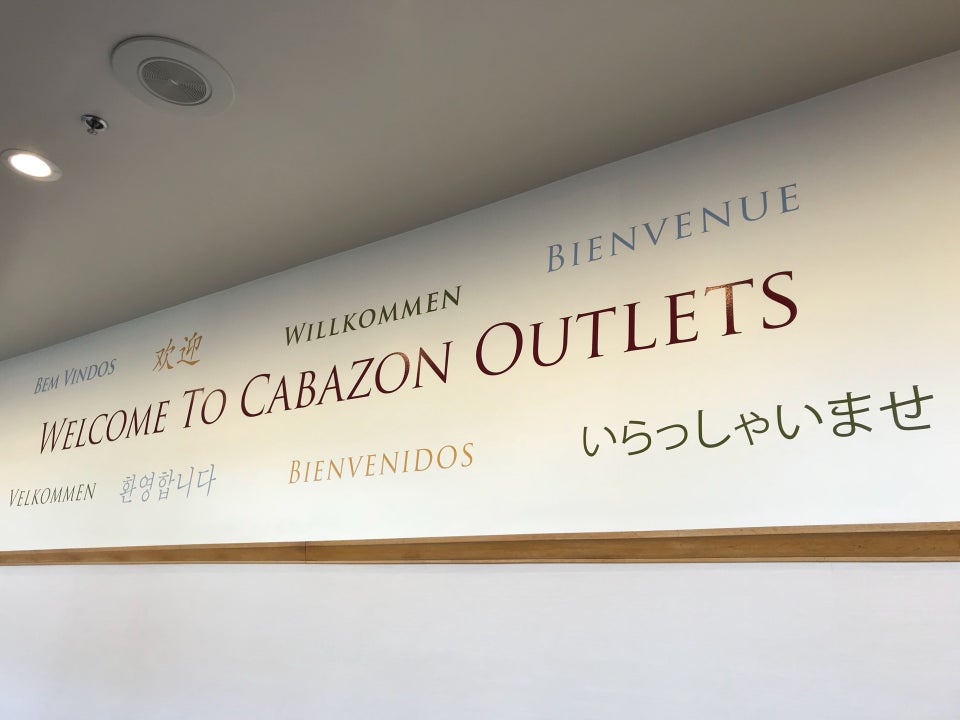 BIENVENUE
WILLKOMMEN
欢迎
BEM VINDOS
WELCOME TO CABAZON OUTLETS
いらっしゃいませ
BIENVENIDOS
환영합니다
VELKOMMEN